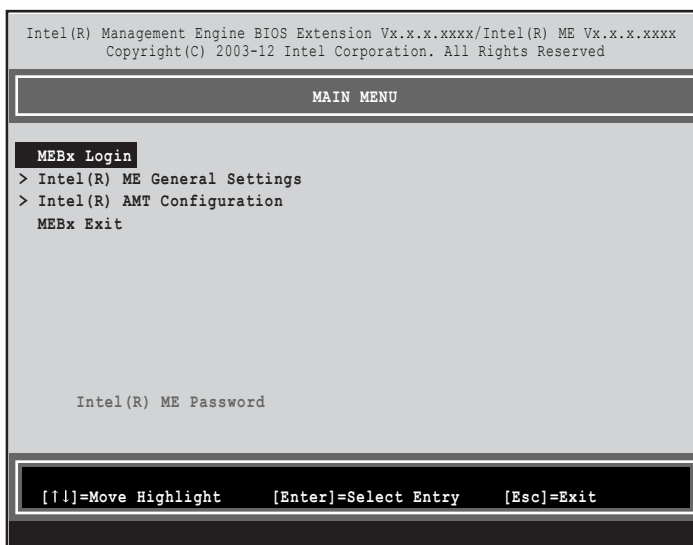 Intel(R) Management Engine BIOS Extension Vx.x.x.xxxx/Intel(R) ME Vx.x.x.xxxx
Copyright(C) 2003-12 Intel Corporation. All Rights Reserved
MAIN MENU
MEBx Login
> Intel(R) ME General Settings
> Intel(R) AMT Configuration
MEBx Exit
Intel(R) ME Password
[↑↓]=Move Highlight [Enter]=Select Entry [Esc]=Exit